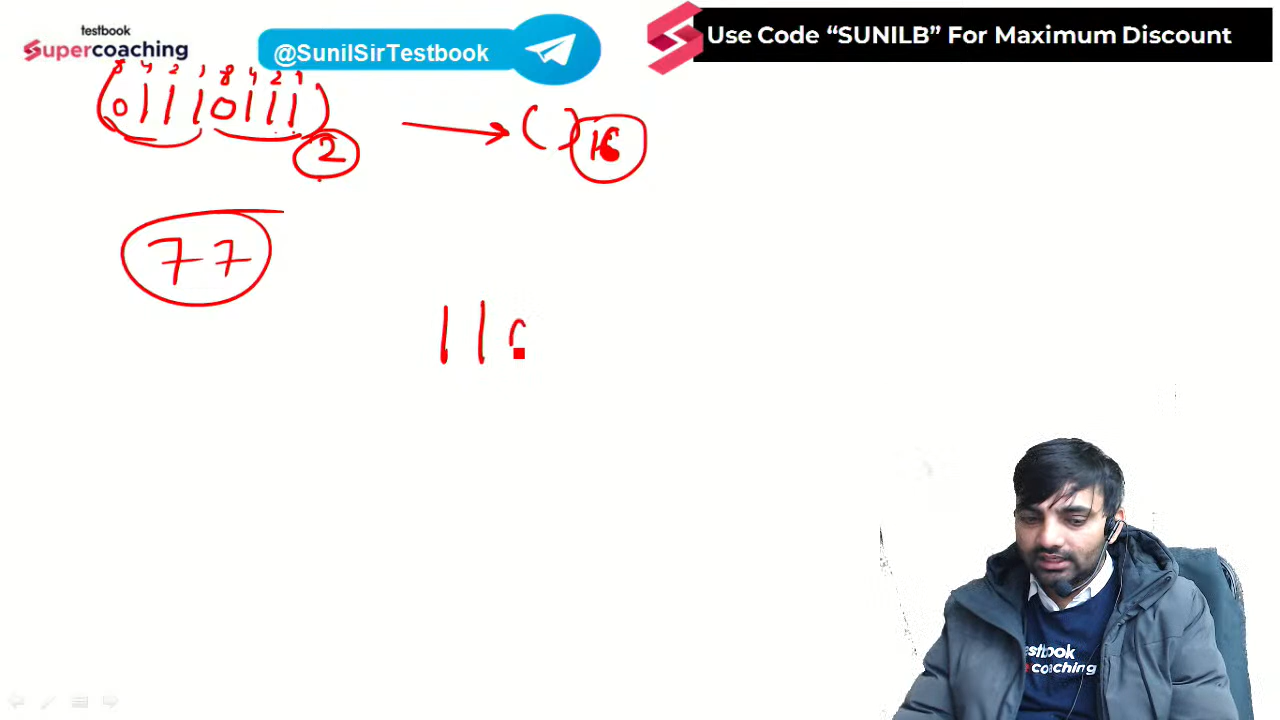 testbook
Supercoaching
@SunilSirTestbook
Use Code “SUNILB” For Maximum Discount
8 4 2 1 8 4 2 1
(01110111)2 → ( )16
77
110
testbook
coaching